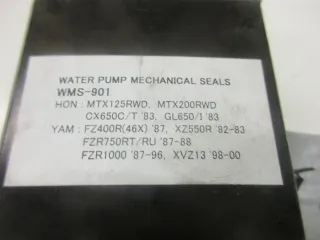 WATER PUMP MECHANICAL SEALS
WMS-901
HON : MTX125RWD, MTX200RWD
CX650C/T '83, GL650/I '83
YAM : FZ400R(46X) '87, XZ550R '82-83
FZR750RT/RU '87-88
FZR1000 '87-96, XVZ13 '98-00